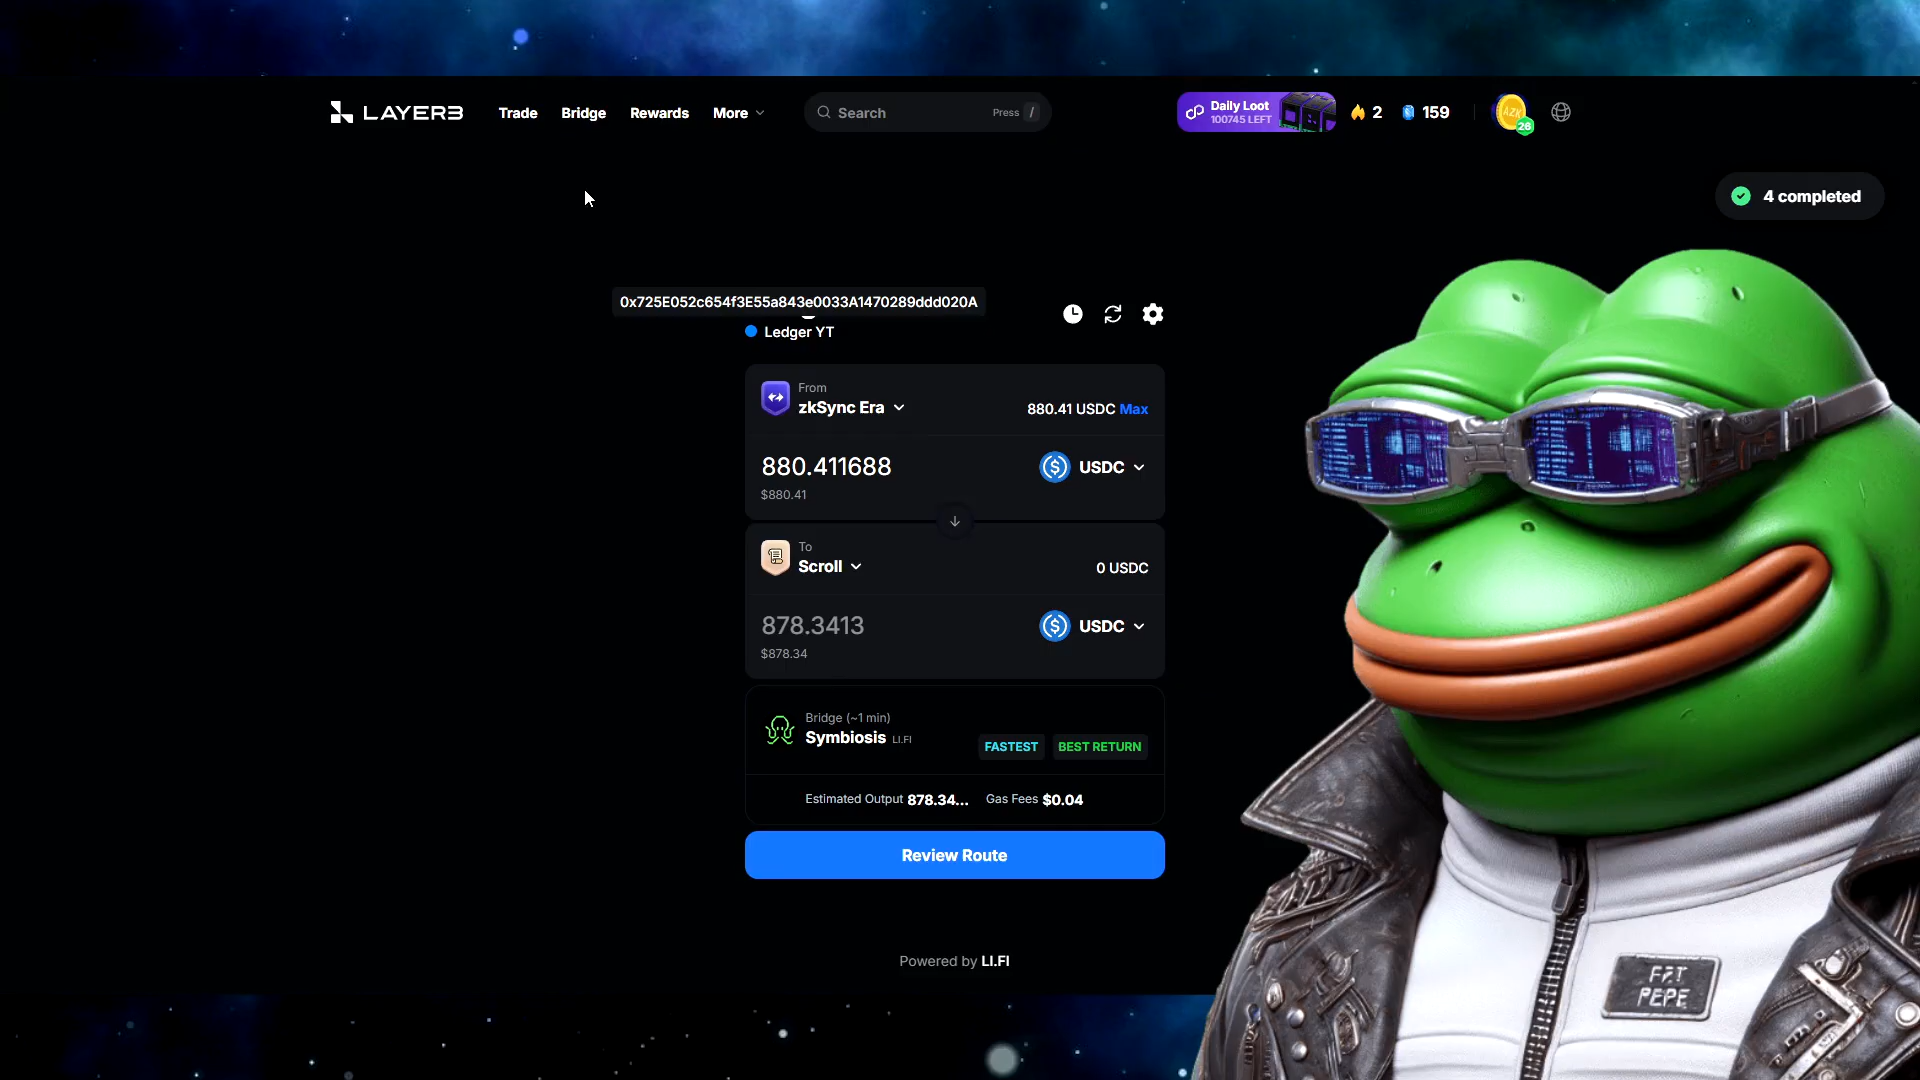 LAYER3
Trade
Bridge
Rewards
More
Search
Press /
Daily Loot
100745 LEFT
2
159
AZK
26
4 completed
0x725E052c654f3E55a843e0033A1470289ddd020A
Ledger YT
From
zkSync Era
880.41 USDC Max
880.411688
USDC
$880.41
To
Scroll
0 USDC
878.3413
USDC
$878.34
Bridge (~1 min)
Symbiosis LI.FI
FASTEST
BEST RETURN
Estimated Output 878.34...
Gas Fees $0.04
Review Route
Powered by LI.FI
PEPE